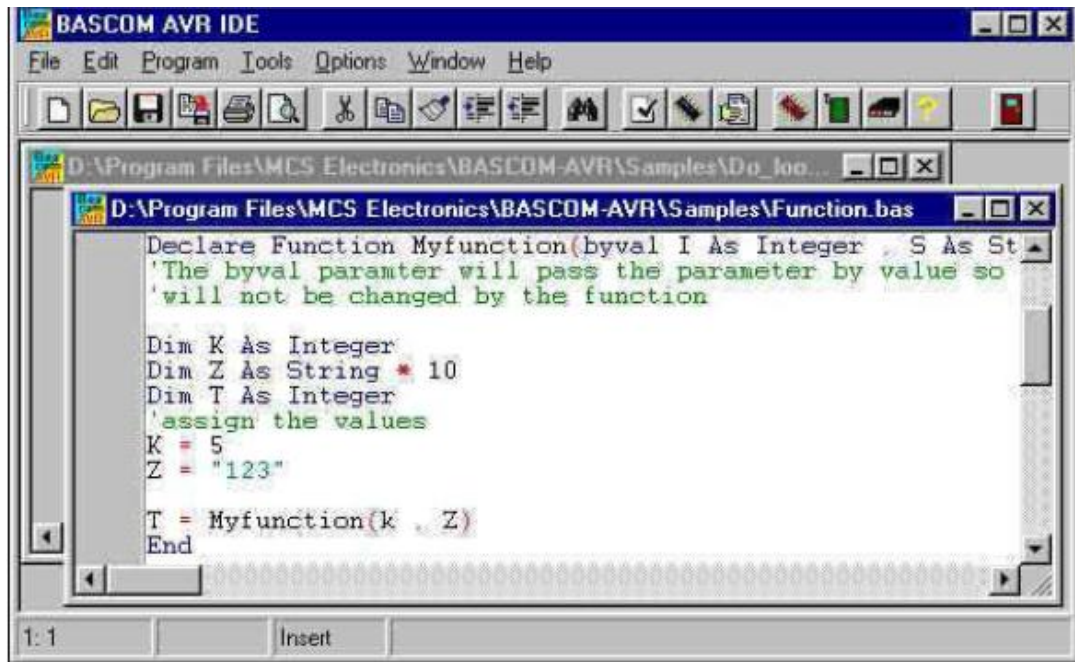 BASCOM AVR IDE
File Edit Program Tools Options Window Help
D:\Program Files\MCS Electronics\BASCOM-AVR\Samples\Do_loo...
D:\Program Files\MCS Electronics\BASCOM-AVR\Samples\Function.bas
Declare Function Myfunction(byval I As Integer , S As St
'The byval paramter will pass the parameter by value so
'will not be changed by the function
Dim K As Integer
Dim Z As String * 10
Dim T As Integer
'assign the values
K = 5
Z = "123"
T = Myfunction(k , Z)
End
1: 1 Insert